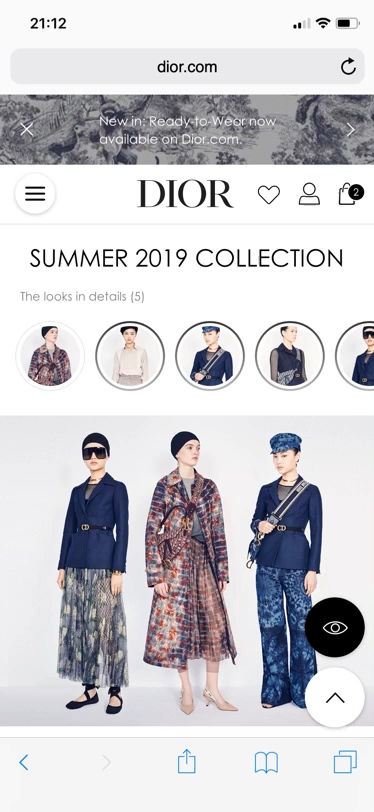 21:12
dior.com
New in: Ready-to-Wear now
available on Dior.com.
DIOR
2
SUMMER 2019 COLLECTION
The looks in details (5)